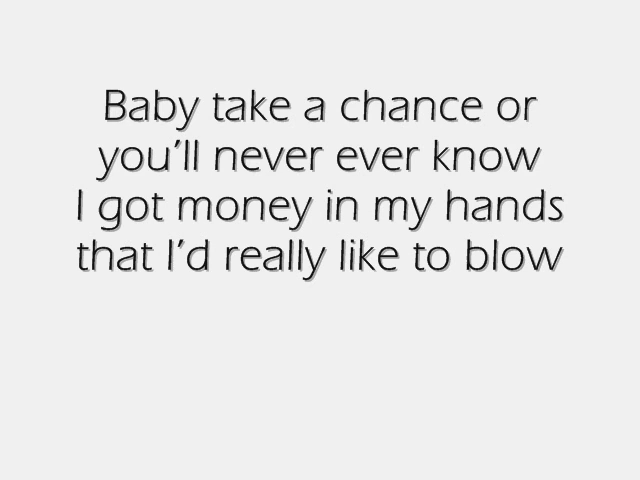 Baby take a chance or
you'll never ever know
I got money in my hands
that I'd really like to blow